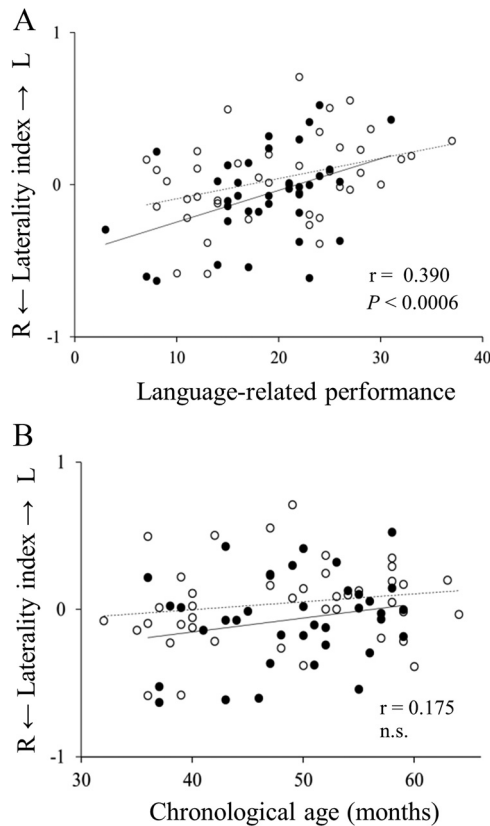 A
R ← Laterality index → L
1
0
-1
r = 0.390
P < 0.0006
0 10 20 30 40
Language-related performance
B
R ← Laterality index → L
1
0
-1
r = 0.175
n.s.
30 40 50 60
Chronological age (months)